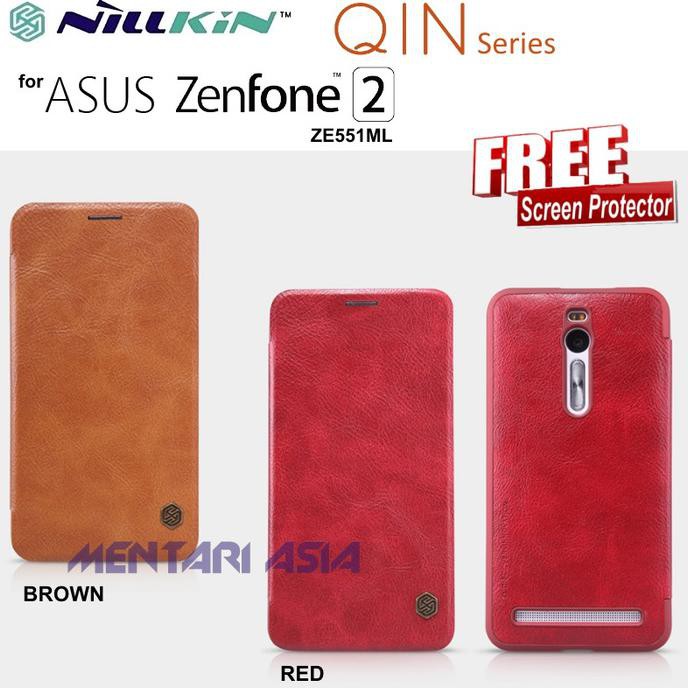 NILLKIN™ QIN Series
for ASUS Zenfone™ 2
ZE551ML
FREE
Screen Protector
MENTARI ASIA
BROWN
RED